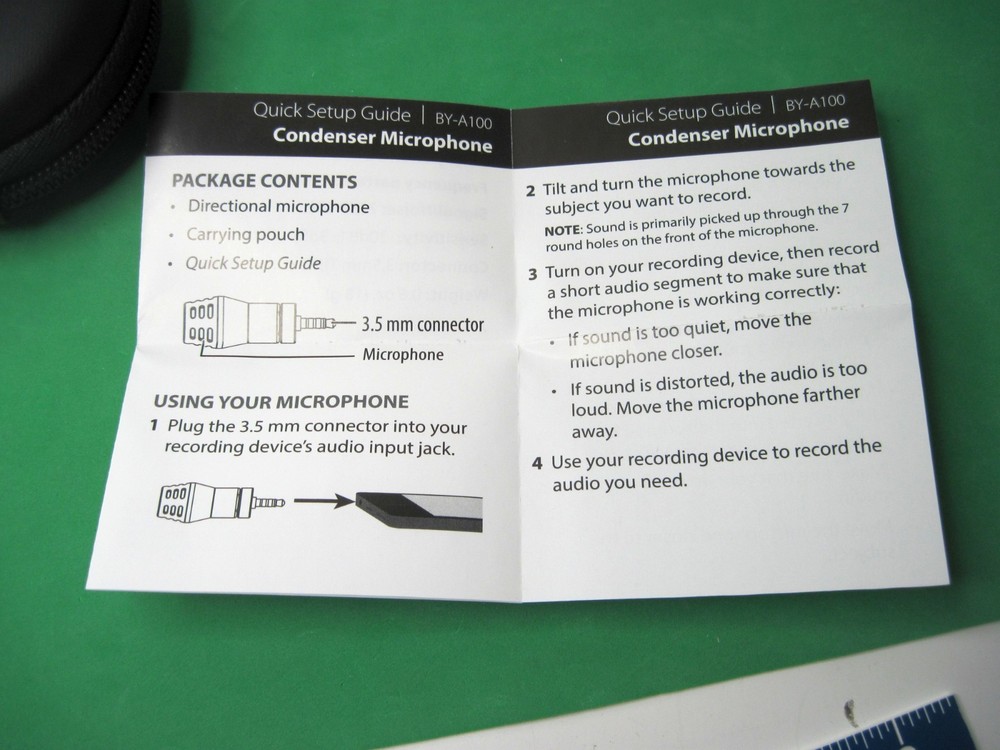 Quick Setup Guide | BY-A100
Condenser Microphone
PACKAGE CONTENTS
• Directional microphone
• Carrying pouch
• Quick Setup Guide
3.5 mm connector
Microphone
USING YOUR MICROPHONE
1 Plug the 3.5 mm connector into your
recording device's audio input jack.
Quick Setup Guide | BY-A100
Condenser Microphone
2 Tilt and turn the microphone towards the
subject you want to record.
NOTE: Sound is primarily picked up through the 7
round holes on the front of the microphone.
3 Turn on your recording device, then record
a short audio segment to make sure that
the microphone is working correctly:
• If sound is too quiet, move the
microphone closer.
• If sound is distorted, the audio is too
loud. Move the microphone farther
away.
4 Use your recording device to record the
audio you need.